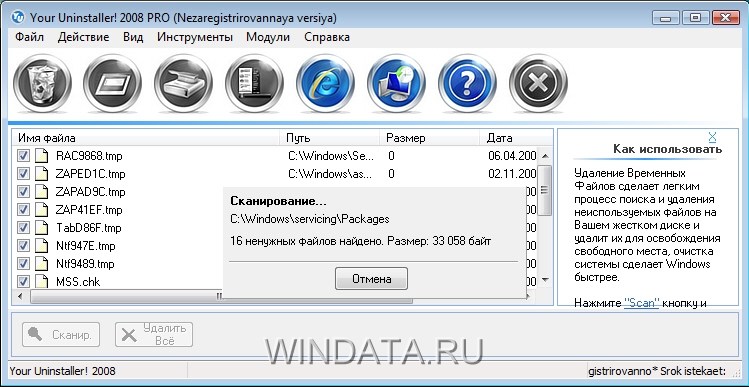 Your Uninstaller! 2008 PRO (Nezaregistrirovannaya versiya)
Файл Действие Вид Инструменты Модули Справка
Имя файла Путь Размер Дата
RAC9868.tmp C:\Windows\Se... 0 06.04.200
ZAPED1C.tmp C:\Windows\as... 0 02.11.200
ZAPAD9C.tmp
ZAP41EF.tmp
TabD86F.tmp
Ntf947E.tmp
Ntf9489.tmp
MSS.chk
Сканирование...
C:\Windows\servicing\Packages
16 ненужных файлов найдено. Размер: 33 058 байт
Отмена
Как использовать
Удаление Временных
Файлов сделает легким
процесс поиска и удаления
неиспользуемых файлов на
Вашем жестком диске и
удалит их для освобождения
свободного места, очистка
системы сделает Windows
быстрее.
Нажмите "Scan" кнопку и
Сканир.
Удалить
Всё
WINDATA.RU
Your Uninstaller! 2008
gistrirovanno* Srok istekaet: